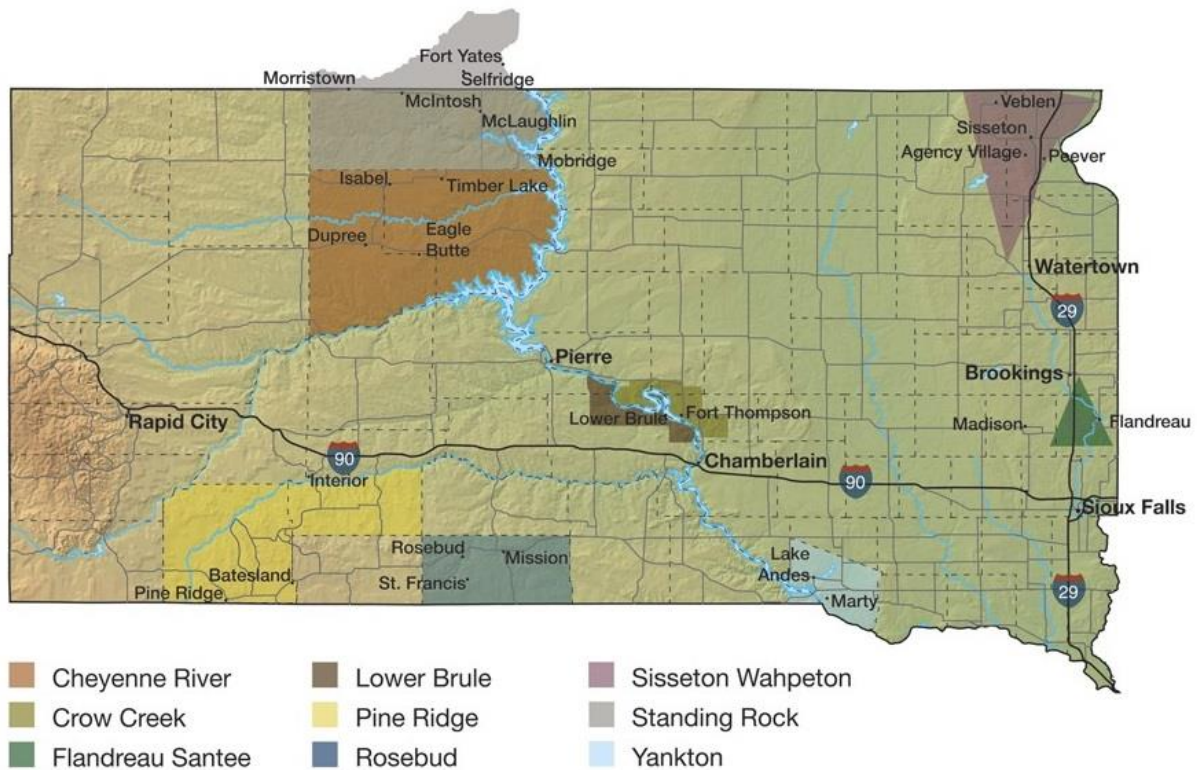 Fort Yates
Morristown
Selfridge
McIntosh
McLaughlin
Veblen
Sisseton
Agency Village
Peever
Mobridge
Isabel
Timber Lake
Dupree
Eagle
Butte
Watertown
29
Pierre
Brookings
Rapid City
Lower Brule
Fort Thompson
Madison
Flandreau
90
Interior
Chamberlain
90
Sioux Falls
Rosebud
Mission
Batesland
St. Francis
Pine Ridge
Lake
Andes
Marty
29
Cheyenne River
Crow Creek
Flandreau Santee
Lower Brule
Pine Ridge
Rosebud
Sisseton Wahpeton
Standing Rock
Yankton